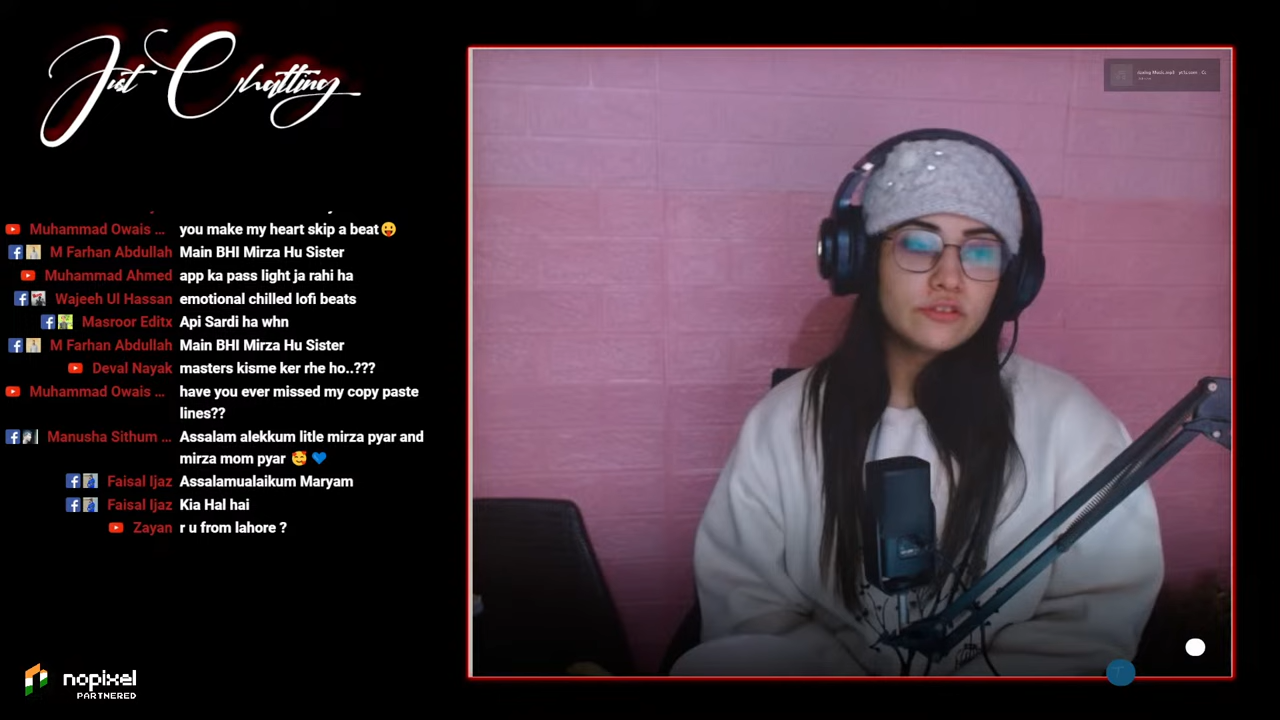 Just Chatting
Muhammad Owais ... you make my heart skip a beat😜
M Farhan Abdullah Main BHI Mirza Hu Sister
Muhammad Ahmed app ka pass light ja rahi ha
Wajeeh Ul Hassan emotional chilled lofi beats
Masroor Editx Api Sardi ha whn
M Farhan Abdullah Main BHI Mirza Hu Sister
Deval Nayak masters kisme ker rhe ho..???
Muhammad Owais ... have you ever missed my copy paste
lines??
Manusha Sithum ... Assalam alekkum litle mirza pyar and
mirza mom pyar 🥰 💙
Faisal Ijaz Assalamualaikum Maryam
Faisal Ijaz Kia Hal hai
Zayan r u from lahore ?
nopixel
PARTNERED